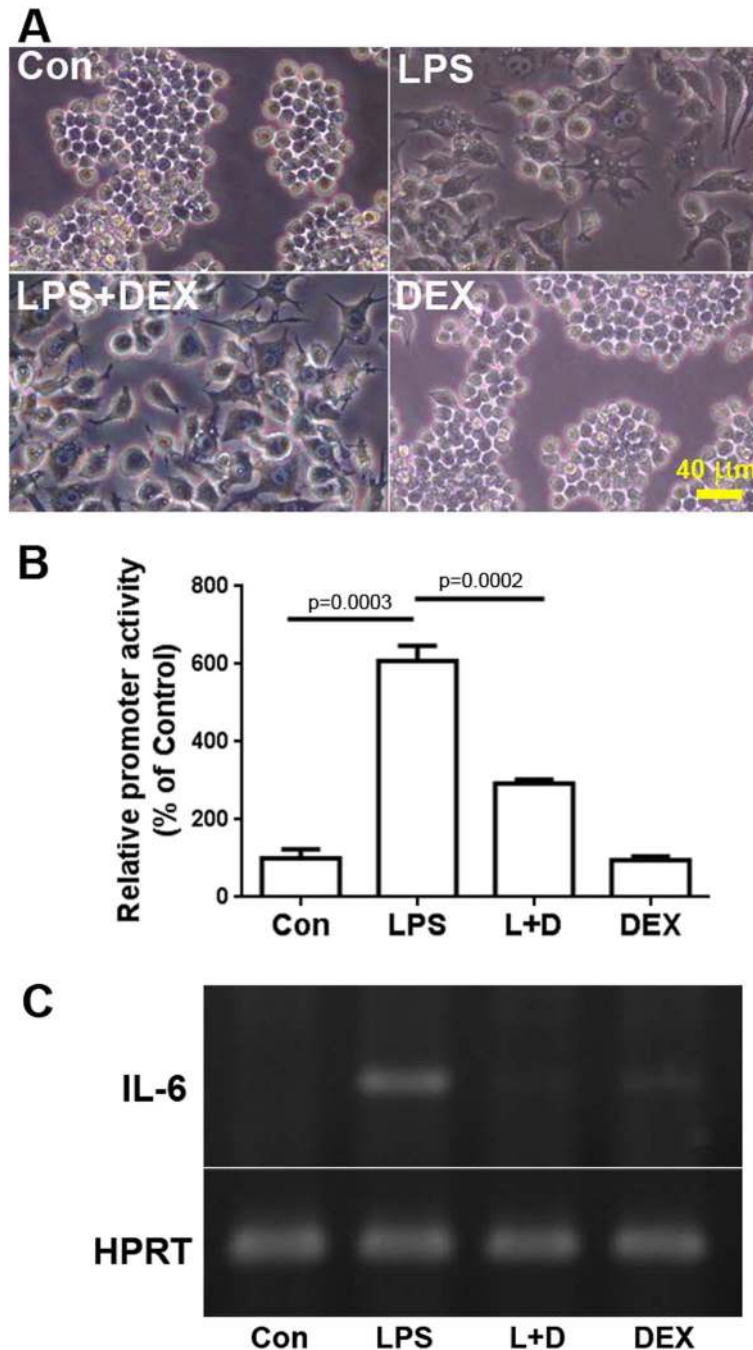 A
Con
LPS
LPS+DEX
DEX
40 μm
B
Relative promoter activity
(% of Control)
800
600
400
200
0
p=0.0003
p=0.0002
Con LPS L+D DEX
C
IL-6
HPRT
Con LPS L+D DEX